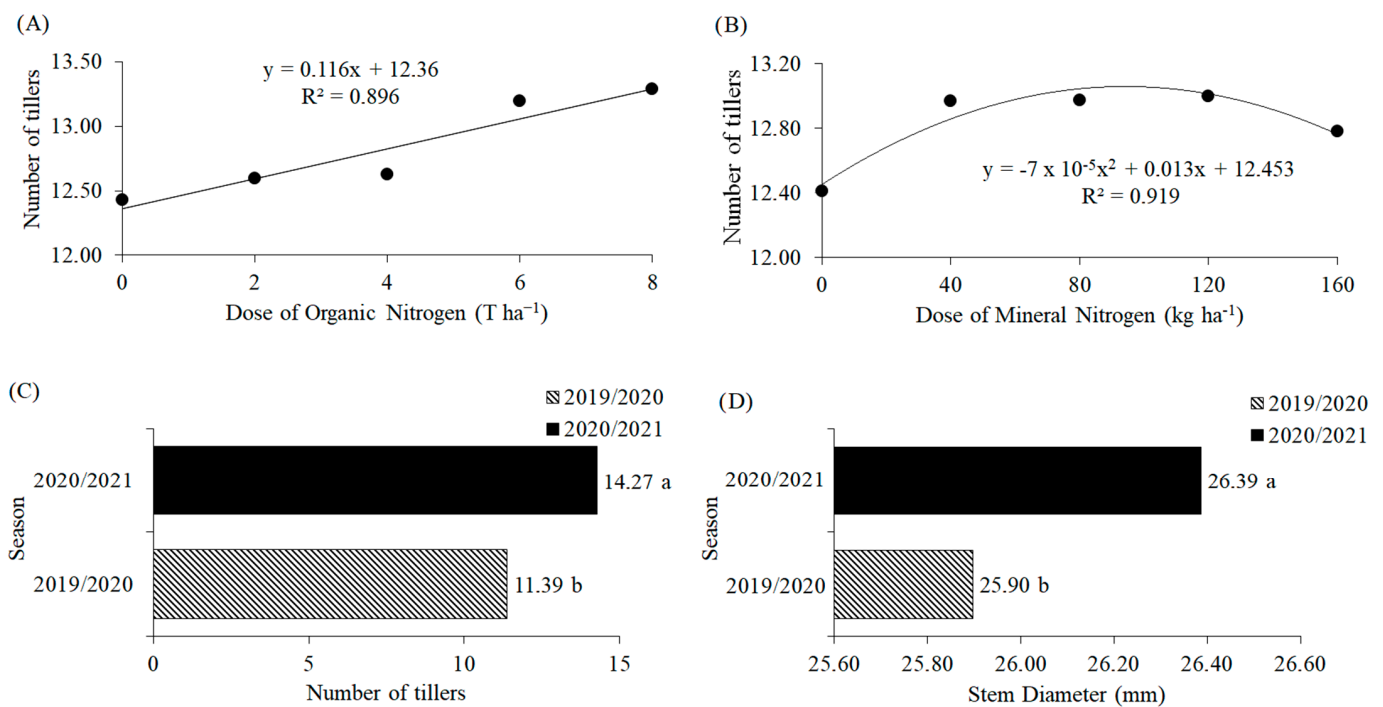 (A)
Number of tillers
13.50
13.00
12.50
12.00
y = 0.116x + 12.36
R² = 0.896
0 2 4 6 8
Dose of Organic Nitrogen (T ha⁻¹)
(B)
Number of tillers
13.20
12.80
12.40
12.00
y = -7 x 10⁻⁵x² + 0.013x + 12.453
R² = 0.919
0 40 80 120 160
Dose of Mineral Nitrogen (kg ha⁻¹)
(C)
2019/2020
2020/2021
Season
2020/2021
14.27 a
2019/2020
11.39 b
0 5 10 15
Number of tillers
(D)
2019/2020
2020/2021
Season
2020/2021
26.39 a
2019/2020
25.90 b
25.60 25.80 26.00 26.20 26.40 26.60
Stem Diameter (mm)